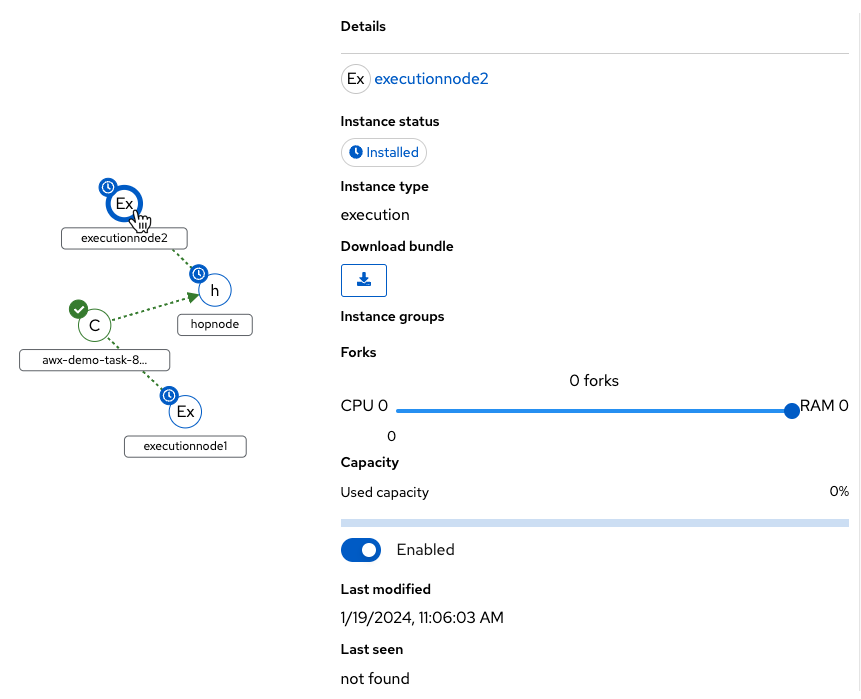 Details
Ex executionnode2
Instance status
Installed
Instance type
execution
Download bundle
Instance groups
Forks
0 forks
CPU 0
RAM 0
0
Capacity
Used capacity 0%
Enabled
Last modified
1/19/2024, 11:06:03 AM
Last seen
not found
Ex
executionnode2
h
hopnode
C
awx-demo-task-8...
Ex
executionnode1